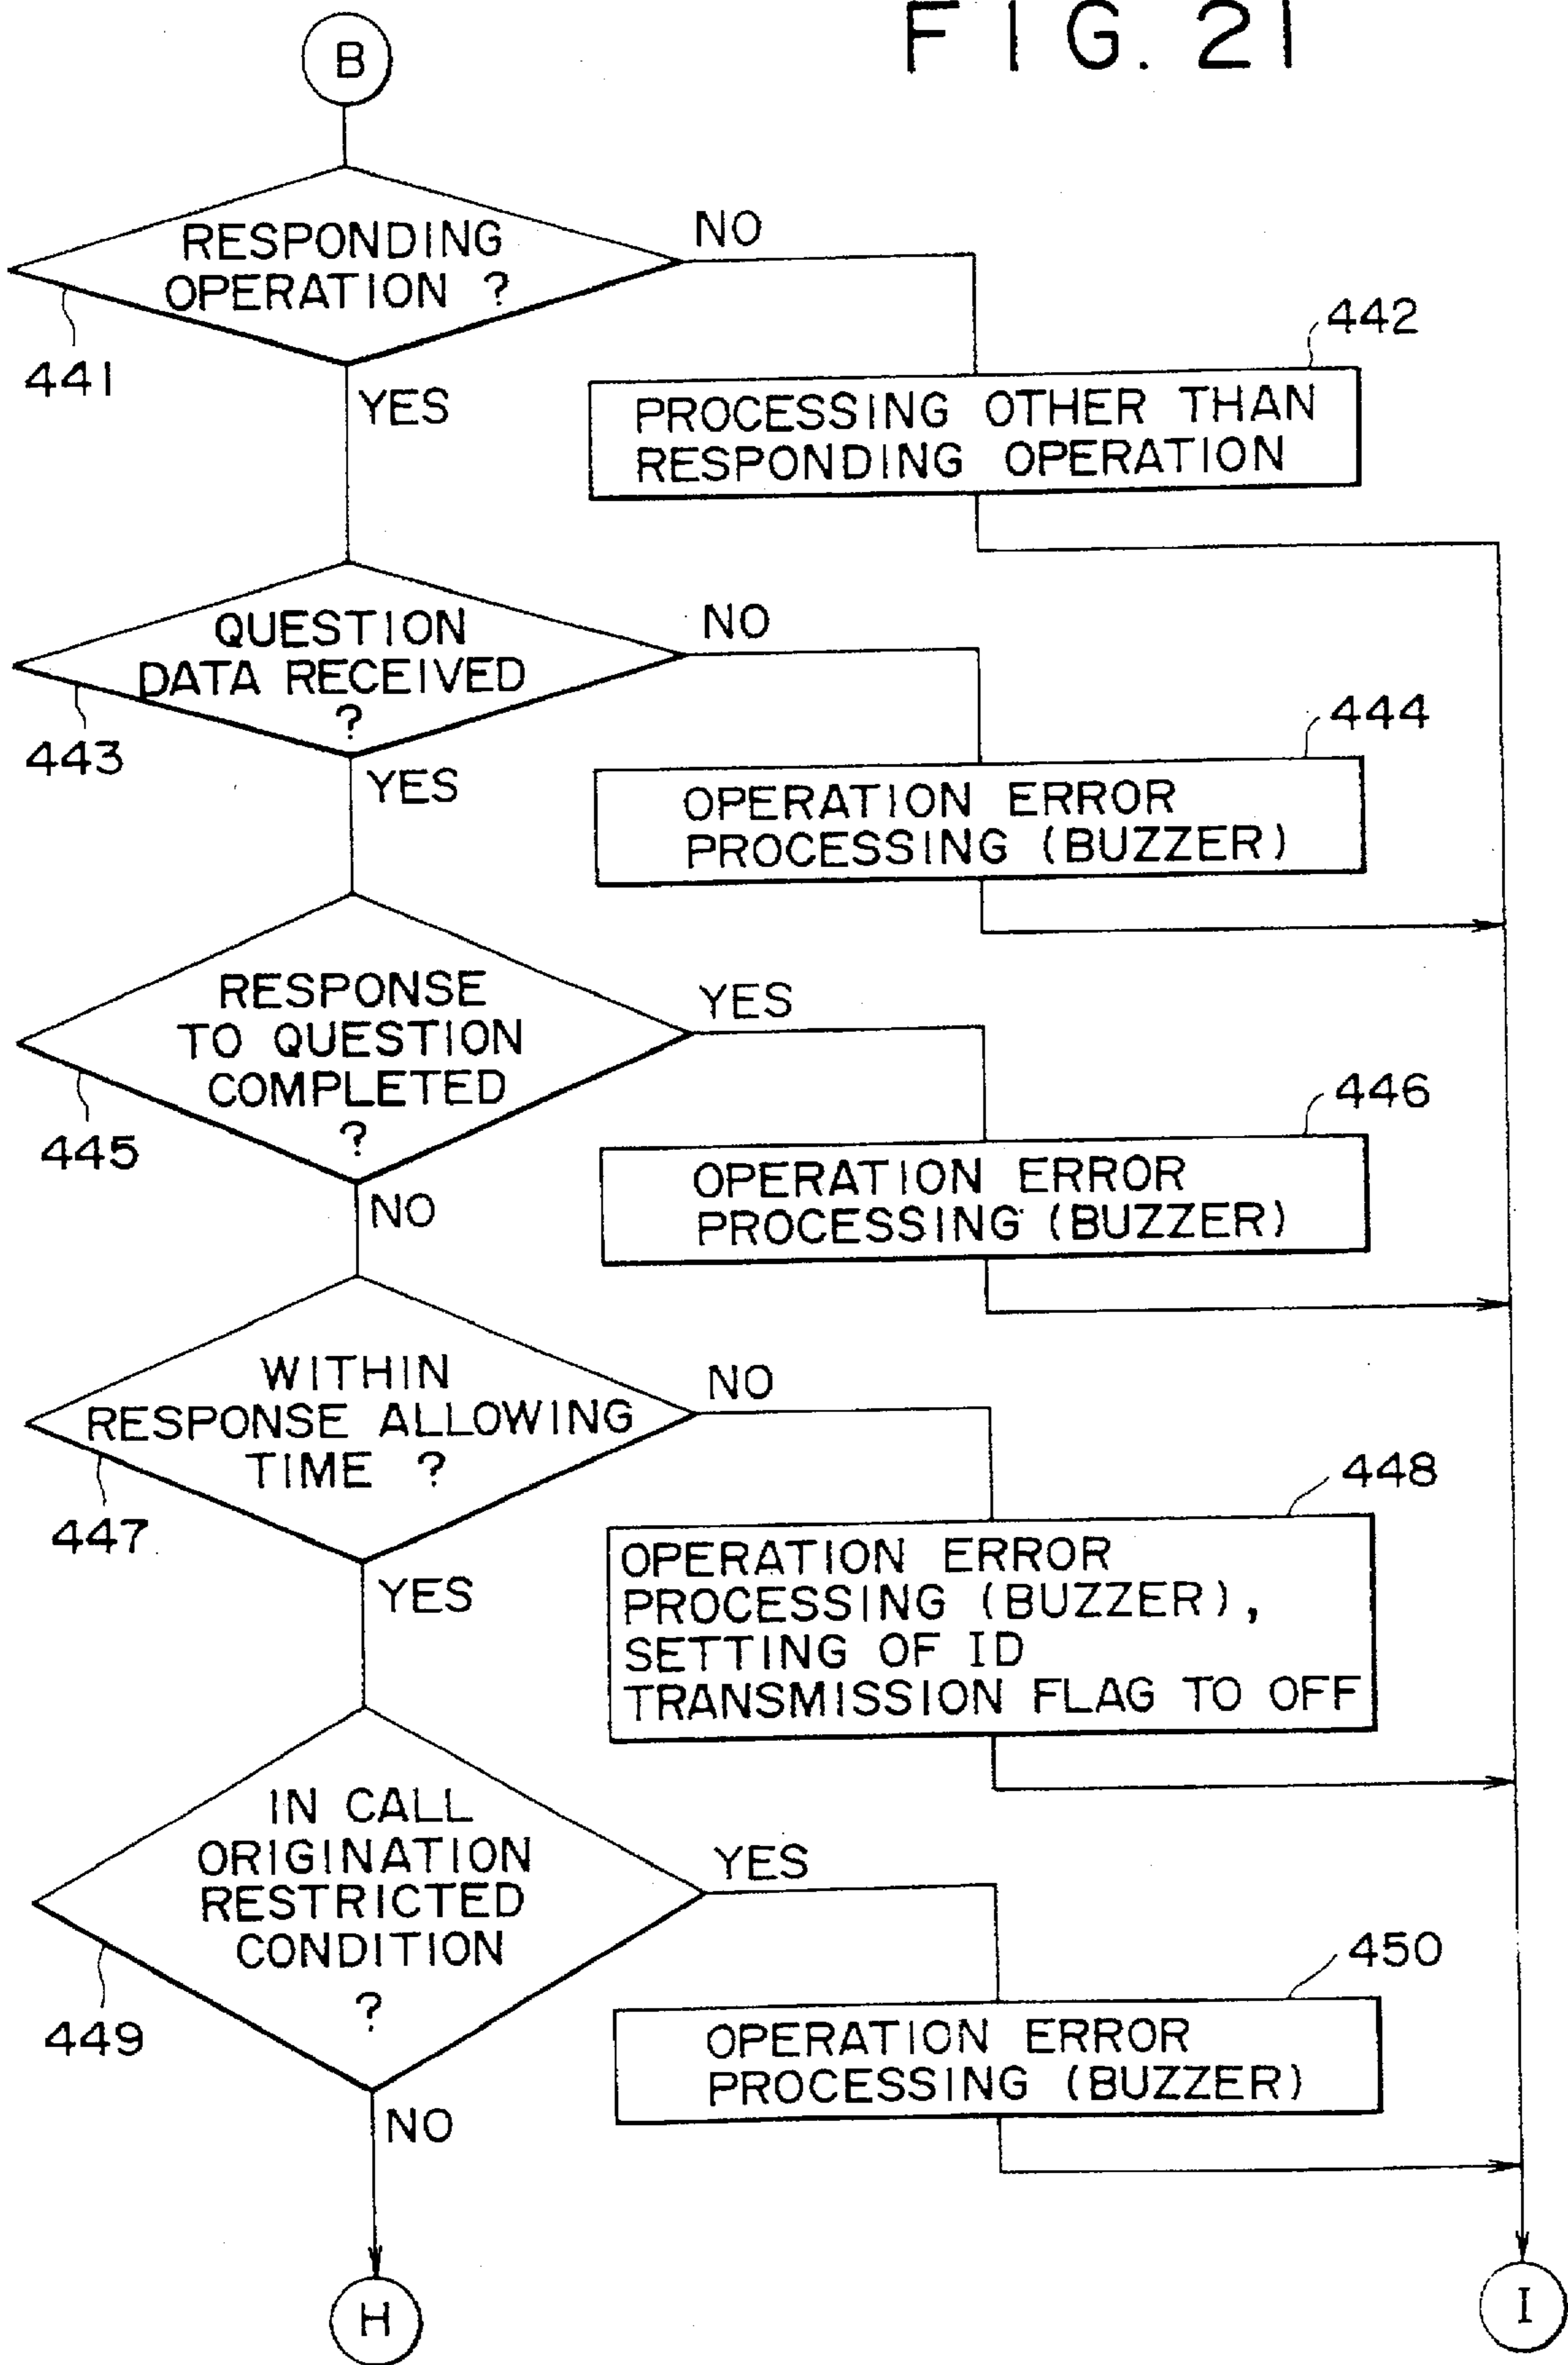 FIG. 21
B
RESPONDING
OPERATION ?
NO
441
YES
442
PROCESSING OTHER THAN
RESPONDING OPERATION
QUESTION
DATA RECEIVED
?
NO
443
YES
444
OPERATION ERROR
PROCESSING (BUZZER)
RESPONSE
TO QUESTION
COMPLETED
?
YES
445
NO
446
OPERATION ERROR
PROCESSING (BUZZER)
WITHIN
RESPONSE ALLOWING
TIME ?
NO
447
YES
448
OPERATION ERROR
PROCESSING (BUZZER),
SETTING OF ID
TRANSMISSION FLAG TO OFF
IN CALL
ORIGINATION
RESTRICTED
CONDITION
?
YES
449
NO
450
OPERATION ERROR
PROCESSING (BUZZER)
H
I